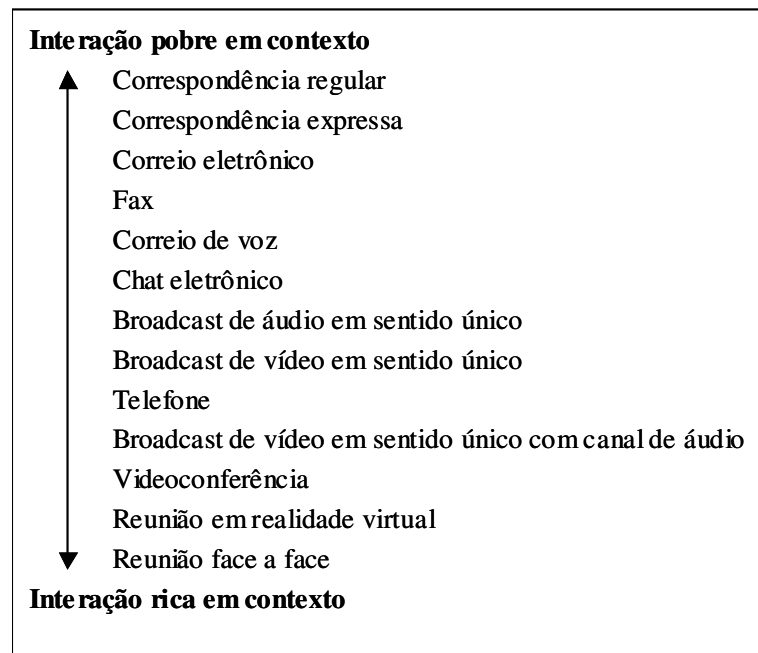 Interação pobre em contexto
Correspondência regular
Correspondência expressa
Correio eletrônico
Fax
Correio de voz
Chat eletrônico
Broadcast de áudio em sentido único
Broadcast de vídeo em sentido único
Telefone
Broadcast de vídeo em sentido único com canal de áudio
Videoconferência
Reunião em realidade virtual
Reunião face a face
Interação rica em contexto